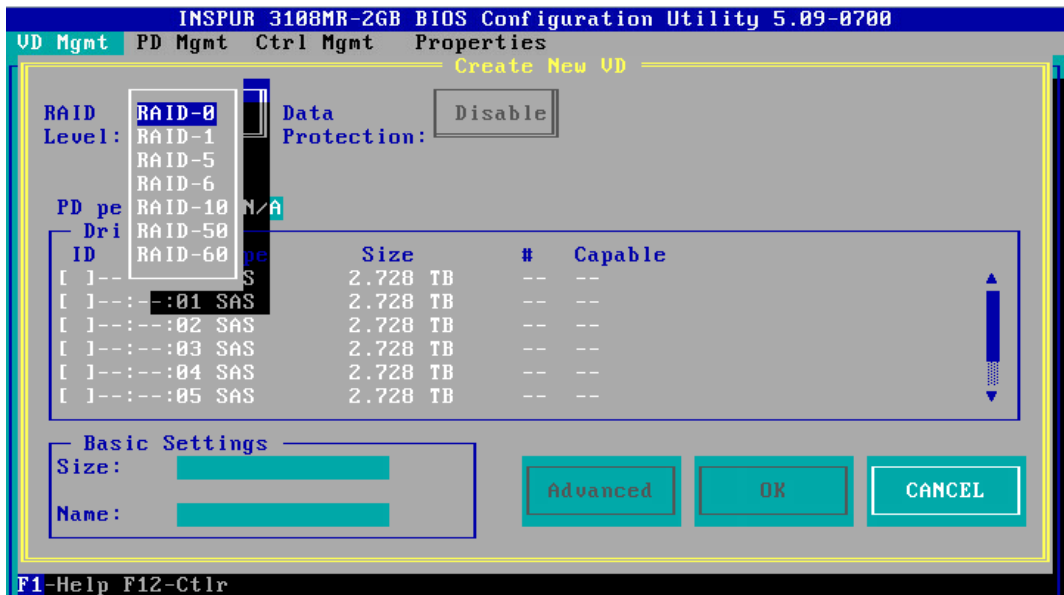 INSPUR 3108MR-2GB BIOS Configuration Utility 5.09-0700
VD Mgmt PD Mgmt Ctrl Mgmt Properties
Create New VD
RAID RAID-0 Data Disable
Level: RAID-1 Protection:
RAID-5
RAID-6
PD pe RAID-10 N/A
Dri RAID-50
ID RAID-60 pe Size # Capable
[ ]-- S 2.728 TB -- --
[ ]--:--:01 SAS 2.728 TB -- --
[ ]--:--:02 SAS 2.728 TB -- --
[ ]--:--:03 SAS 2.728 TB -- --
[ ]--:--:04 SAS 2.728 TB -- --
[ ]--:--:05 SAS 2.728 TB -- --
Basic Settings
Size:
Advanced OK CANCEL
Name:
F1-Help F12-Ctlr